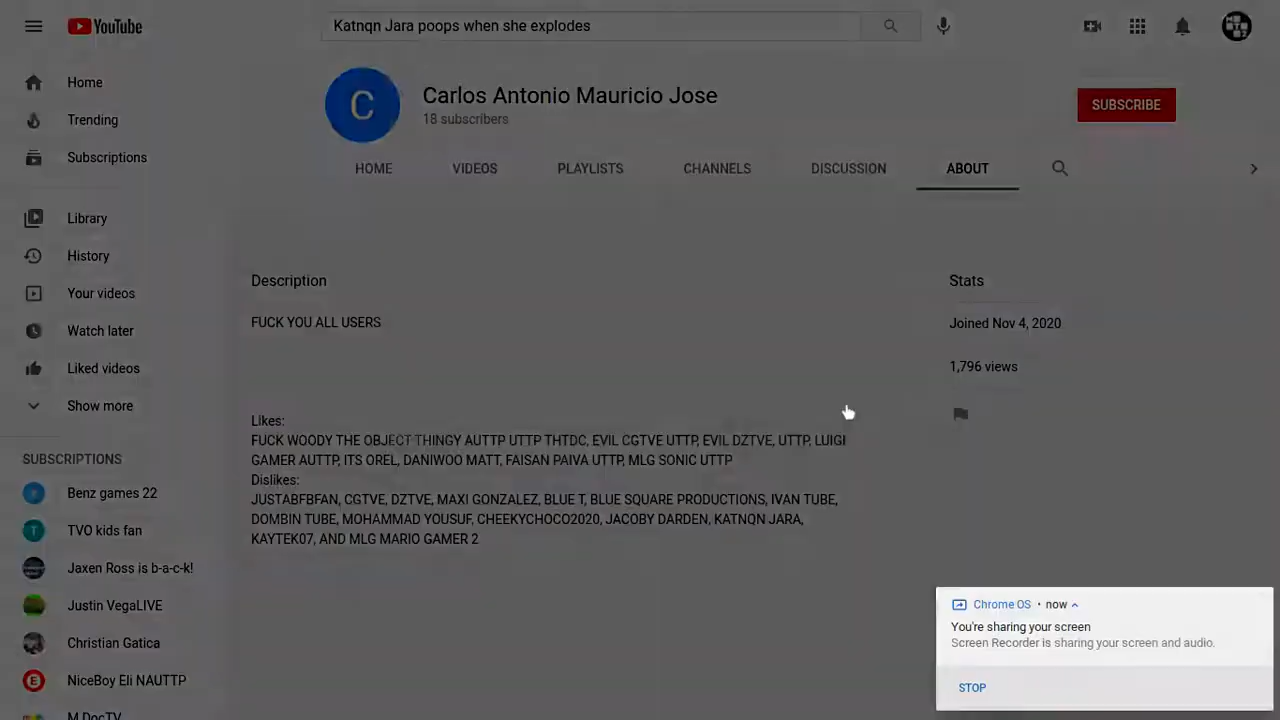 YouTube
Katnqn Jara poops when she explodes
Home
Trending
Subscriptions
Library
History
Your videos
Watch later
Liked videos
Show more
SUBSCRIPTIONS
Benz games 22
T
TVO kids fan
Jaxen Ross is b-a-c-k!
Justin VegaLIVE
Christian Gatica
E
NiceBoy Eli NAUTTP
M DocTV
C
Carlos Antonio Mauricio Jose
18 subscribers
SUBSCRIBE
HOME
VIDEOS
PLAYLISTS
CHANNELS
DISCUSSION
ABOUT
Description
FUCK YOU ALL USERS
Likes:
FUCK WOODY THE OBJECT THINGY AUTTP UTTP THTDC, EVIL CGTVE UTTP, EVIL DZTVE, UTTP, LUIGI
GAMER AUTTP, ITS OREL, DANIWOO MATT, FAISAN PAIVA UTTP, MLG SONIC UTTP
Dislikes:
JUSTABFBFAN, CGTVE, DZTVE, MAXI GONZALEZ, BLUE T, BLUE SQUARE PRODUCTIONS, IVAN TUBE,
DOMBIN TUBE, MOHAMMAD YOUSUF, CHEEKYCHOCO2020, JACOBY DARDEN, KATNQN JARA,
KAYTEK07, AND MLG MARIO GAMER 2
Stats
Joined Nov 4, 2020
1,796 views
Chrome OS • now
You're sharing your screen
Screen Recorder is sharing your screen and audio.
STOP